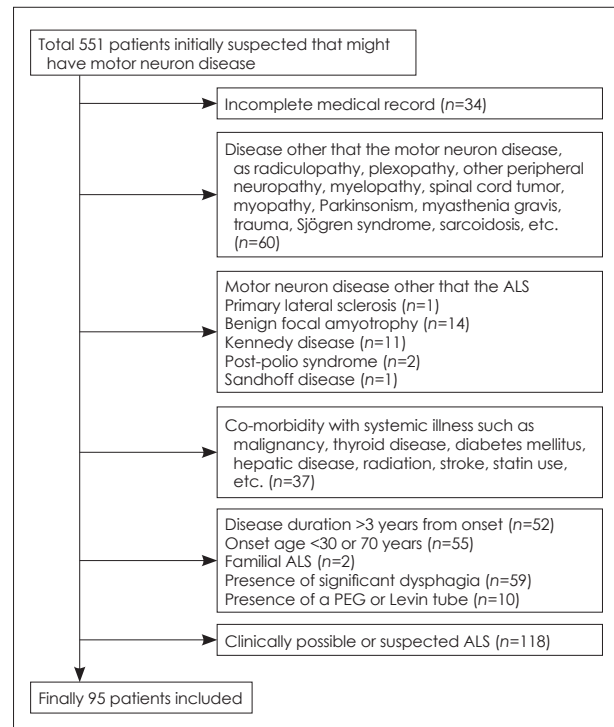 Total 551 patients initially suspected that might
have motor neuron disease
Incomplete medical record (n=34)
Disease other that the motor neuron disease,
as radiculopathy, plexopathy, other peripheral
neuropathy, myelopathy, spinal cord tumor,
myopathy, Parkinsonism, myasthenia gravis,
trauma, Sjögren syndrome, sarcoidosis, etc.
(n=60)
Motor neuron disease other that the ALS
Primary lateral sclerosis (n=1)
Benign focal amyotrophy (n=14)
Kennedy disease (n=11)
Post-polio syndrome (n=2)
Sandhoff disease (n=1)
Co-morbidity with systemic illness such as
malignancy, thyroid disease, diabetes mellitus,
hepatic disease, radiation, stroke, statin use,
etc. (n=37)
Disease duration >3 years from onset (n=52)
Onset age <30 or 70 years (n=55)
Familial ALS (n=2)
Presence of significant dysphagia (n=59)
Presence of a PEG or Levin tube (n=10)
Clinically possible or suspected ALS (n=118)
Finally 95 patients included